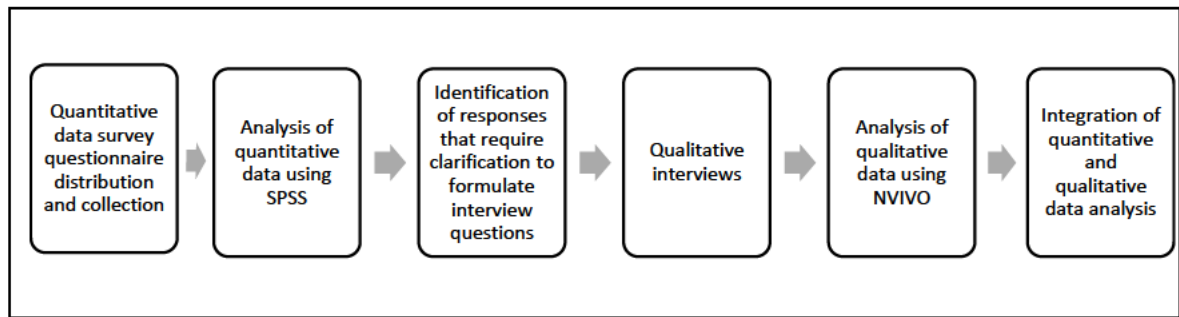 Quantitative
data survey
questionnaire
distribution
and collection
Analysis of
quantitative
data using
SPSS
Identification
of responses
that require
clarification to
formulate
interview
questions
Qualitative
interviews
Analysis of
qualitative
data using
NVIVO
Integration of
quantitative
and
qualitative
data analysis